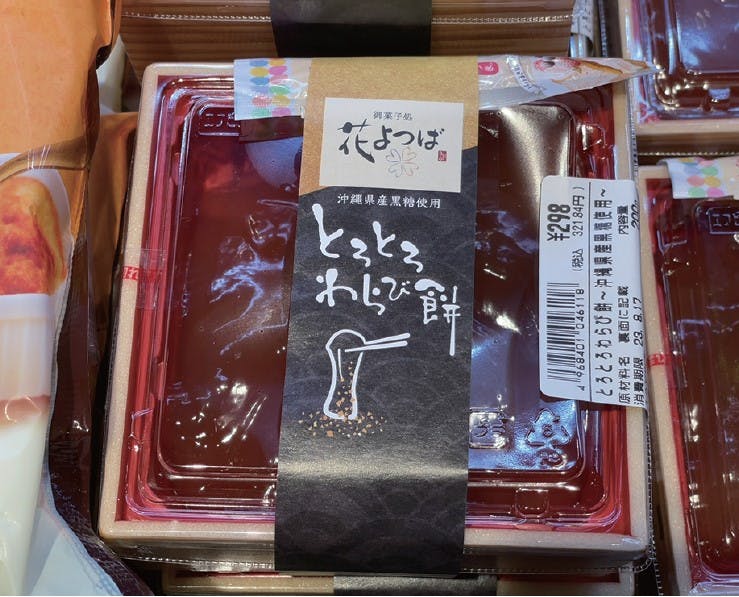 御菓子処
花よつば
沖縄県産黒糖使用
とろとろ
わらび餅
¥298
(税込 321.84円)
4968401046118
とろとろわらび餅~沖縄県産黒糖使用~
原材料名 裏面に記載 内容量 200g
消費期限 23. 8.17